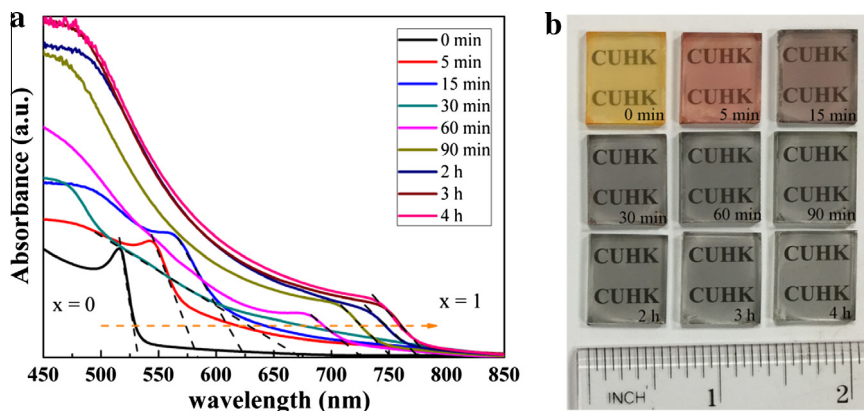 a
Absorbance (a.u.)
0 min
5 min
15 min
30 min
60 min
90 min
2 h
3 h
4 h
x = 0
x = 1
450 500 550 600 650 700 750 800 850
wavelength (nm)
b
CUHK
CUHK
0 min
CUHK
CUHK
5 min
CUHK
CUHK
15 min
CUHK
CUHK
30 min
CUHK
CUHK
60 min
CUHK
CUHK
90 min
CUHK
CUHK
2 h
CUHK
CUHK
3 h
CUHK
CUHK
4 h
INCH 1 2